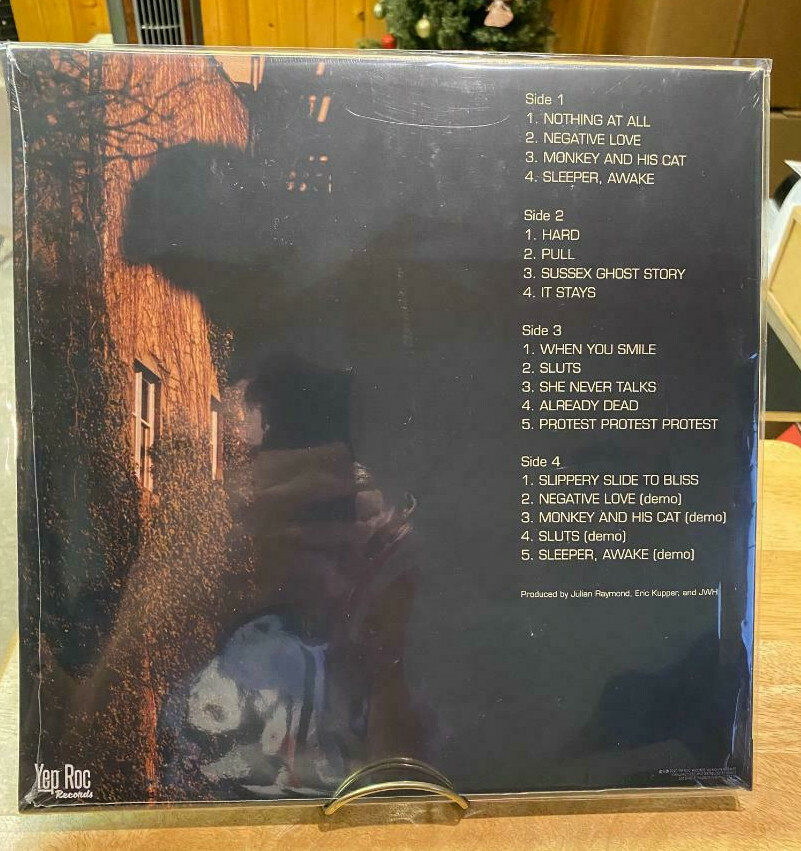 Side 1
1. NOTHING AT ALL
2. NEGATIVE LOVE
3. MONKEY AND HIS CAT
4. SLEEPER, AWAKE
Side 2
1. HARD
2. PULL
3. SUSSEX GHOST STORY
4. IT STAYS
Side 3
1. WHEN YOU SMILE
2. SLUTS
3. SHE NEVER TALKS
4. ALREADY DEAD
5. PROTEST PROTEST PROTEST
Side 4
1. SLIPPERY SLIDE TO BLISS
2. NEGATIVE LOVE (demo)
3. MONKEY AND HIS CAT (demo)
4. SLUTS (demo)
5. SLEEPER, AWAKE (demo)
Produced by Julian Raymond, Eric Kupper, and JWH
Yep Roc
Records